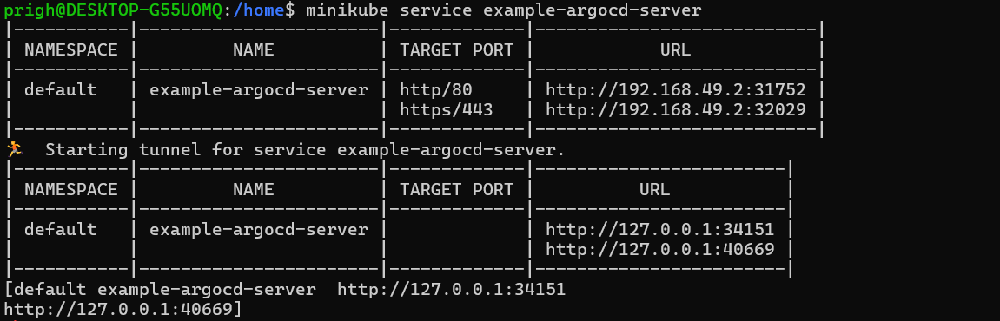 prigh@DESKTOP-G55UOMQ:/home$ minikube service example-argocd-server
|-----------|-----------------------|-------------|---------------------------|
| NAMESPACE |         NAME          | TARGET PORT |            URL            |
|-----------|-----------------------|-------------|---------------------------|
| default   | example-argocd-server | http/80     | http://192.168.49.2:31752 |
|           |                       | https/443   | http://192.168.49.2:32029 |
|-----------|-----------------------|-------------|---------------------------|
🏃  Starting tunnel for service example-argocd-server.
|-----------|-----------------------|-------------|------------------------|
| NAMESPACE |         NAME          | TARGET PORT |          URL           |
|-----------|-----------------------|-------------|------------------------|
| default   | example-argocd-server |             | http://127.0.0.1:34151 |
|           |                       |             | http://127.0.0.1:40669 |
|-----------|-----------------------|-------------|------------------------|
[default example-argocd-server  http://127.0.0.1:34151
http://127.0.0.1:40669]